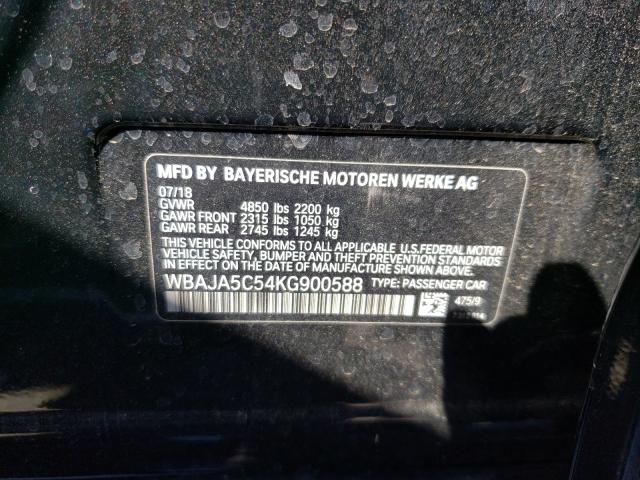 MFD BY BAYERISCHE MOTOREN WERKE AG
07/18
GVWR 4850 lbs 2200 kg
GAWR FRONT 2315 lbs 1050 kg
GAWR REAR 2745 lbs 1245 kg
THIS VEHICLE CONFORMS TO ALL APPLICABLE U.S. FEDERAL MOTOR
VEHICLE SAFETY, BUMPER AND THEFT PREVENTION STANDARDS
IN EFFECT ON THE DATE OF MANUFACTURE SHOWN ABOVE.
WBAJA5C54KG900588 TYPE: PASSENGER CAR
475/9